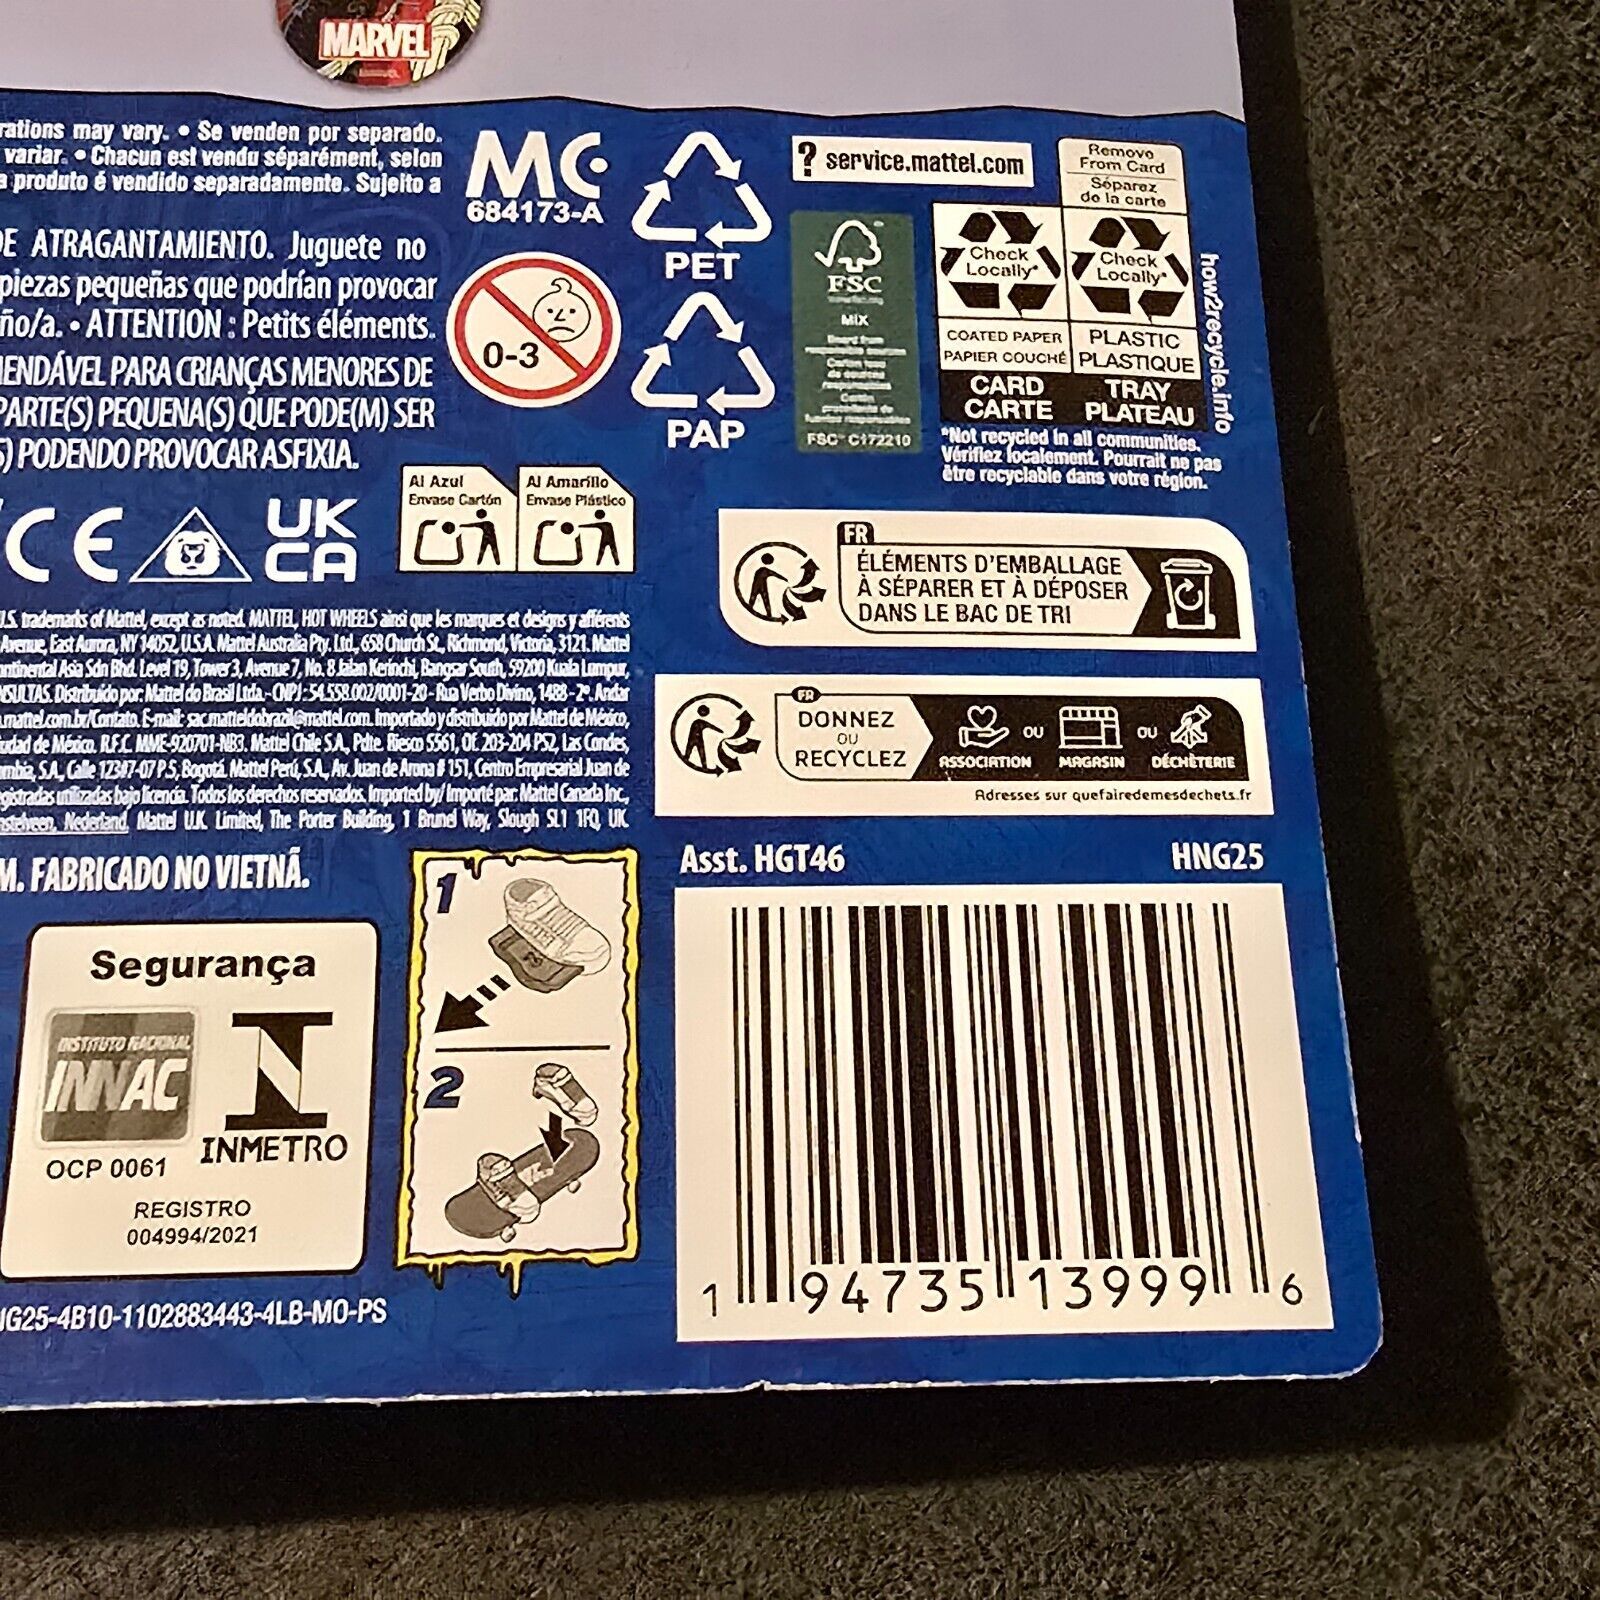 MARVEL
rations may vary. • Se venden por separado.
variar. • Chacun est vendu séparément, selon
a produto é vendido separadamente. Sujeito a
MC
684173-A
PET
PAP
? service.mattel.com
Remove
From Card
Séparez
de la carte
Check
Locally*
Check
Locally*
COATED PAPER
PAPIER COUCHÉ
CARD
CARTE
PLASTIC
PLASTIQUE
TRAY
PLATEAU
how2recycle.info
*Not recycled in all communities.
Vérifiez localement. Pourrait ne pas
être recyclable dans votre région.
FSC
www.fsc.org
MIX
Board from
responsible sources
FSC™ C172210
DE ATRAGANTAMIENTO. Juguete no
piezas pequeñas que podrían provocar
ño/a. • ATTENTION : Petits éléments.
ENDÁVEL PARA CRIANÇAS MENORES DE
PARTE(S) PEQUENA(S) QUE PODE(M) SER
S) PODENDO PROVOCAR ASFIXIA.
0-3
CE
UK
CA
Al Azul
Envase Cartón
Al Amarillo
Envase Plástico
FR
ÉLÉMENTS D'EMBALLAGE
À SÉPARER ET À DÉPOSER
DANS LE BAC DE TRI
FR
DONNEZ
OU
RECYCLEZ
ASSOCIATION
OU
MAGASIN
OU
DÉCHÈTERIE
Adresses sur quefairedemesdechets.fr
U.S. trademarks of Mattel, except as noted. MATTEL, HOT WHEELS ainsi que les marques et designs y afférents
Avenue, East Aurora, NY 14052, U.S.A. Mattel Australia Pty. Ltd., 658 Church St., Richmond, Victoria, 3121. Mattel
ontinental Asia Sdn Bhd. Level 19, Tower 3, Avenue 7, No. 8 Jalan Kerinchi, Bangsar South, 59200 Kuala Lumpur,
NSULTAS. Distribuído por: Mattel do Brasil Ltda. - CNPJ : 54.558.002/0001-20 - Rua Verbo Divino, 1488 - 2º. Andar
.mattel.com.br/Contato. E-mail: sac.matteldobrazil@mattel.com. Importado y distribuido por Mattel de México,
iudad de México. R.F.C. MME-920701-NB3. Mattel Chile S.A., Pdte. Riesco 5561, Of. 203-204 PS2, Las Condes,
ombia, S.A., Calle 123#7-07 P.5, Bogotá. Mattel Perú, S.A., Av. Juan de Arona # 151, Centro Empresarial Juan de
egistradas utilizadas bajo licencia. Todos los derechos reservados. Imported by/ Importé par: Mattel Canada Inc.,
mstelveen, Nederland. Mattel U.K. Limited, The Porter Building, 1 Brunel Way, Slough SL1 1FQ, UK.
M. FABRICADO NO VIETNÃ.
Asst. HGT46
HNG25
Segurança
INSTITUTO NACIONAL
INNAC
OCP 0061
INMETRO
REGISTRO
004994/2021
1
2
NG25-4B10-1102883443-4LB-MO-PS
1 94735 13999 6